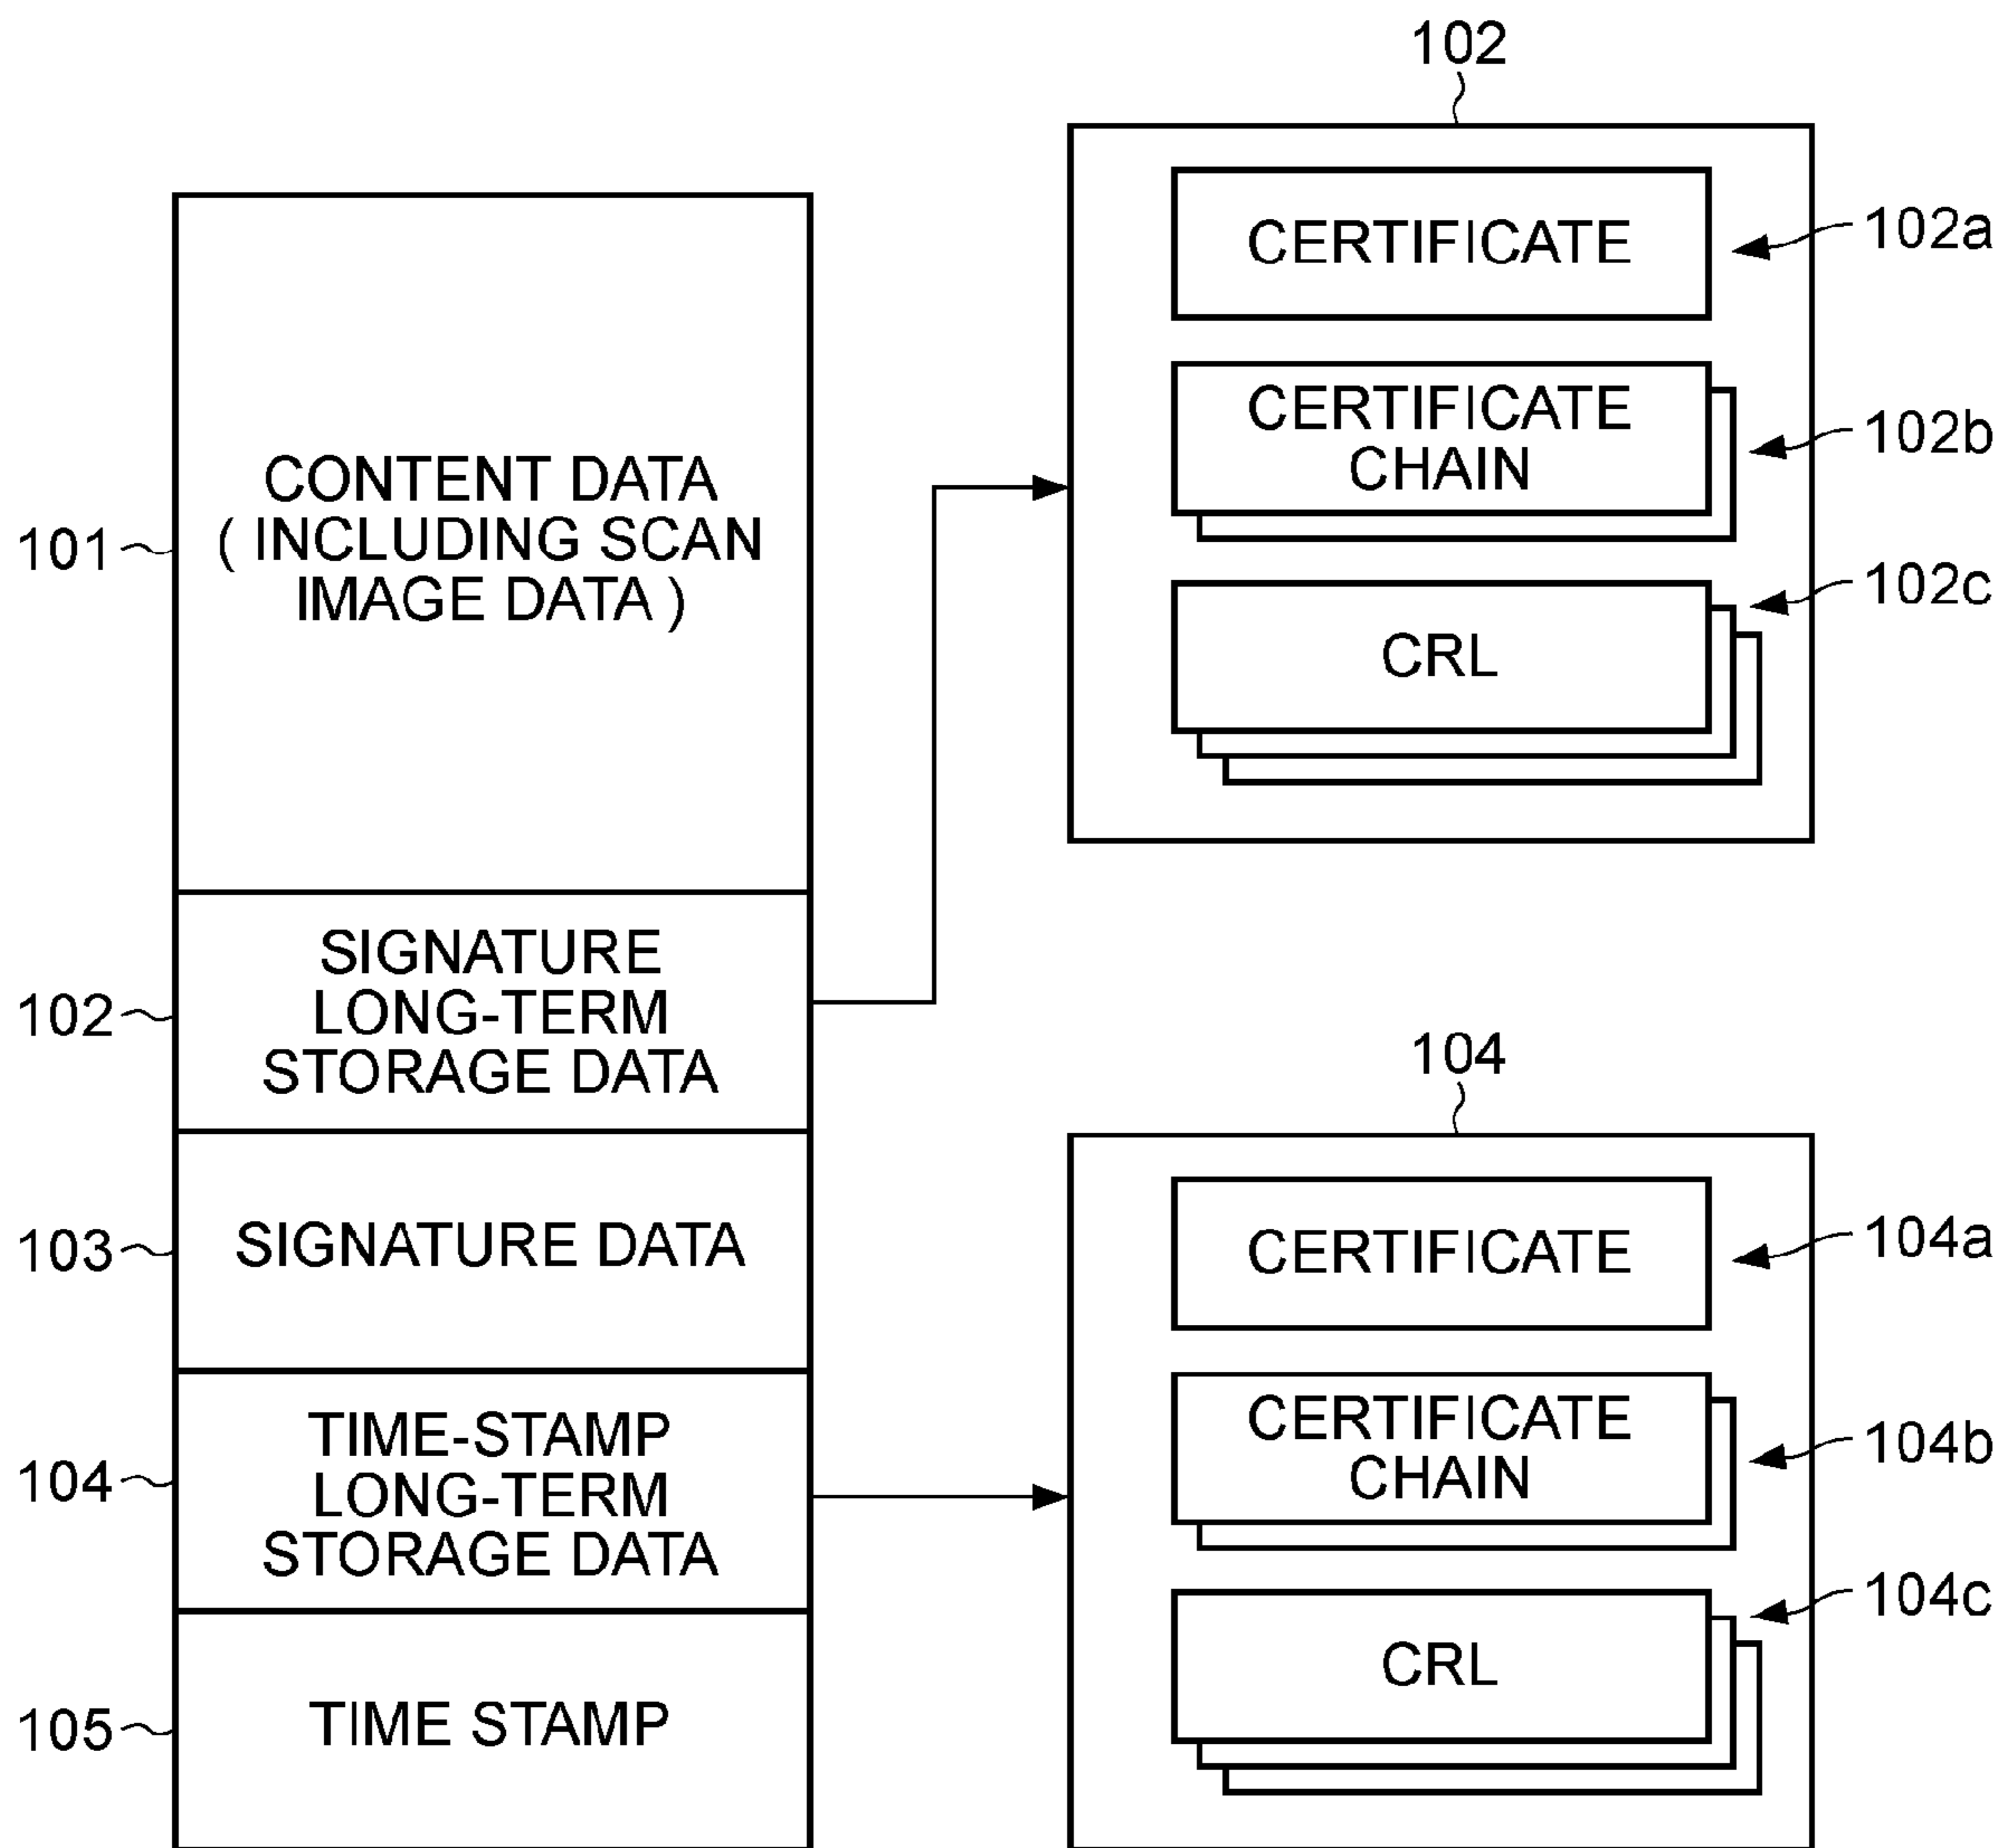 101
CONTENT DATA
( INCLUDING SCAN
IMAGE DATA )
102
SIGNATURE
LONG-TERM
STORAGE DATA
103
SIGNATURE DATA
104
TIME-STAMP
LONG-TERM
STORAGE DATA
105
TIME STAMP
102
CERTIFICATE
102a
CERTIFICATE
CHAIN
102b
CRL
102c
104
CERTIFICATE
104a
CERTIFICATE
CHAIN
104b
CRL
104c